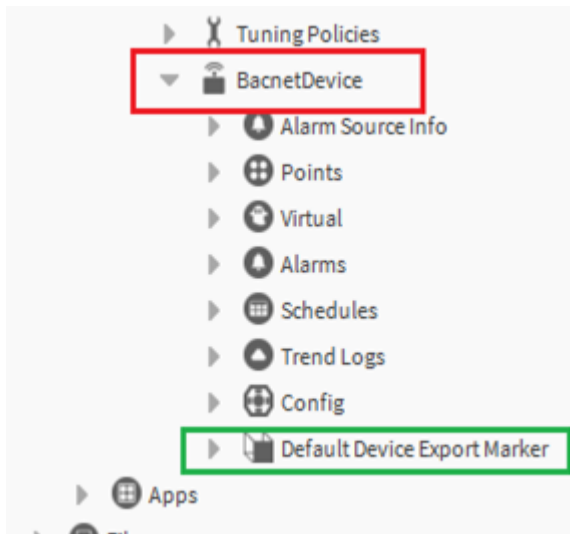 Tuning Policies
BacnetDevice
Alarm Source Info
Points
Virtual
Alarms
Schedules
Trend Logs
Config
Default Device Export Marker
Apps